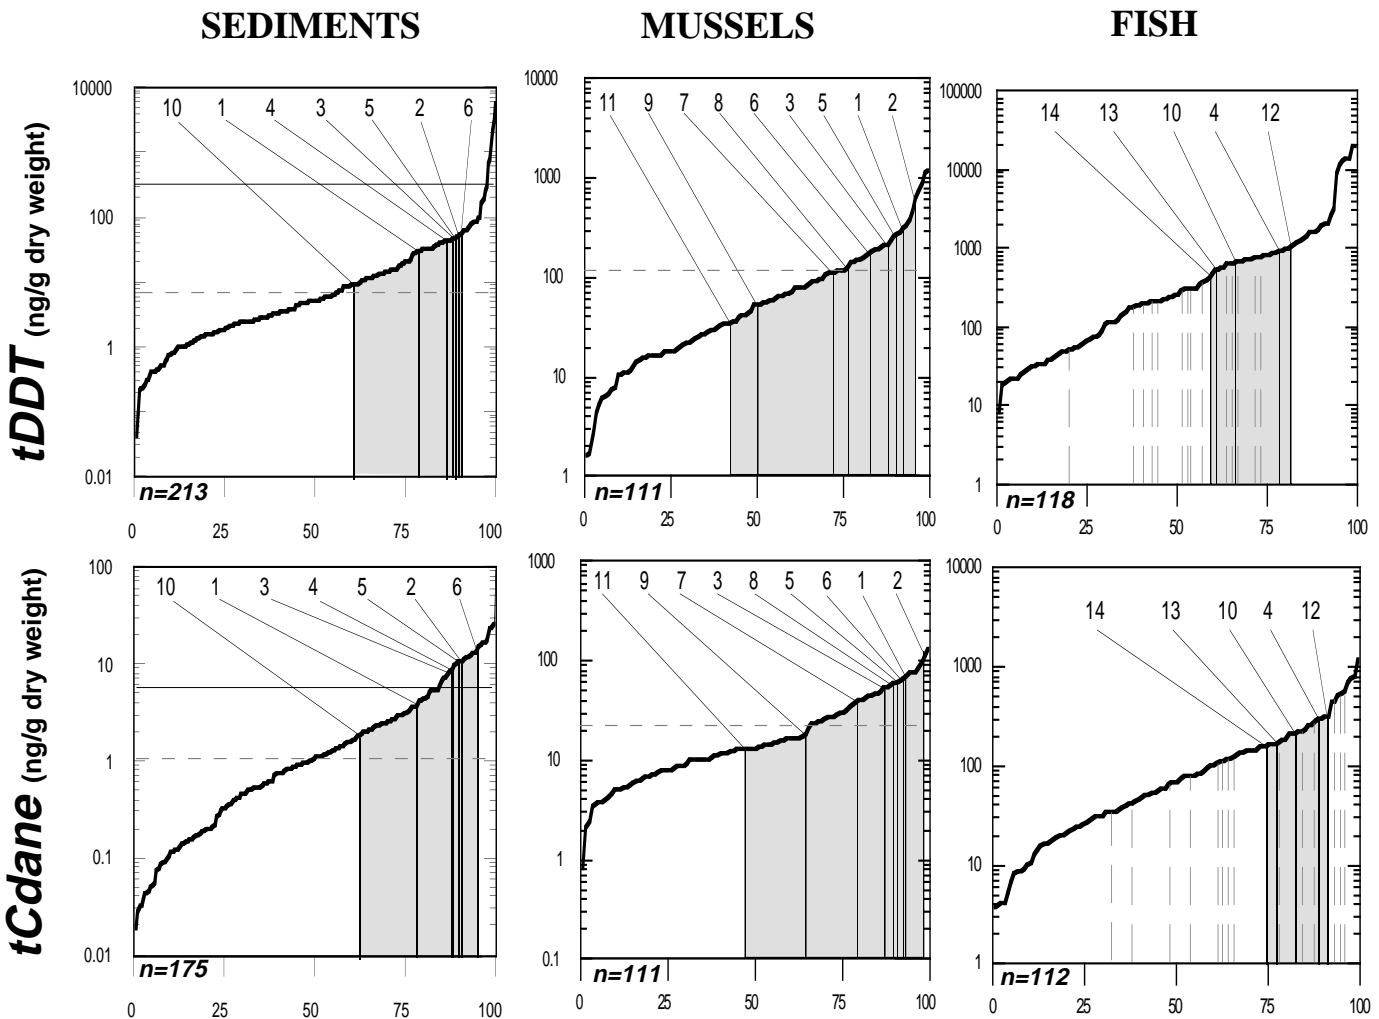 SEDIMENTS MUSSELS FISH
tDDT (ng/g dry weight)
10000
100
1
0.01
10 1 4 3 5 2 6
n=213
0 25 50 75 100
10000
1000
100
10
1
11 9 7 8 6 3 5 1 2
n=111
0 25 50 75 100
100000
10000
1000
100
10
1
14 13 10 4 12
n=118
0 25 50 75 100
tCdane (ng/g dry weight)
100
10
1
0.1
0.01
10 1 3 4 5 2 6
n=175
0 25 50 75 100
1000
100
10
1
0.1
11 9 7 3 8 5 6 1 2
n=111
0 25 50 75 100
10000
1000
100
10
1
14 13 10 4 12
n=112
0 25 50 75 100